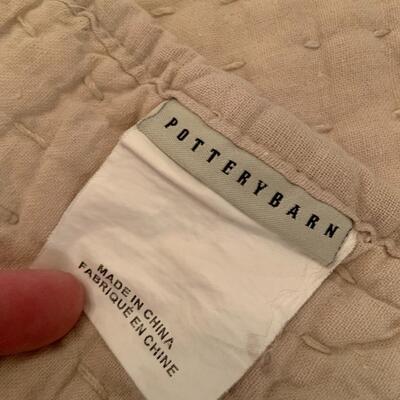 POTTERYBARN
MADE IN CHINA
FABRIQUÉ EN CHINE